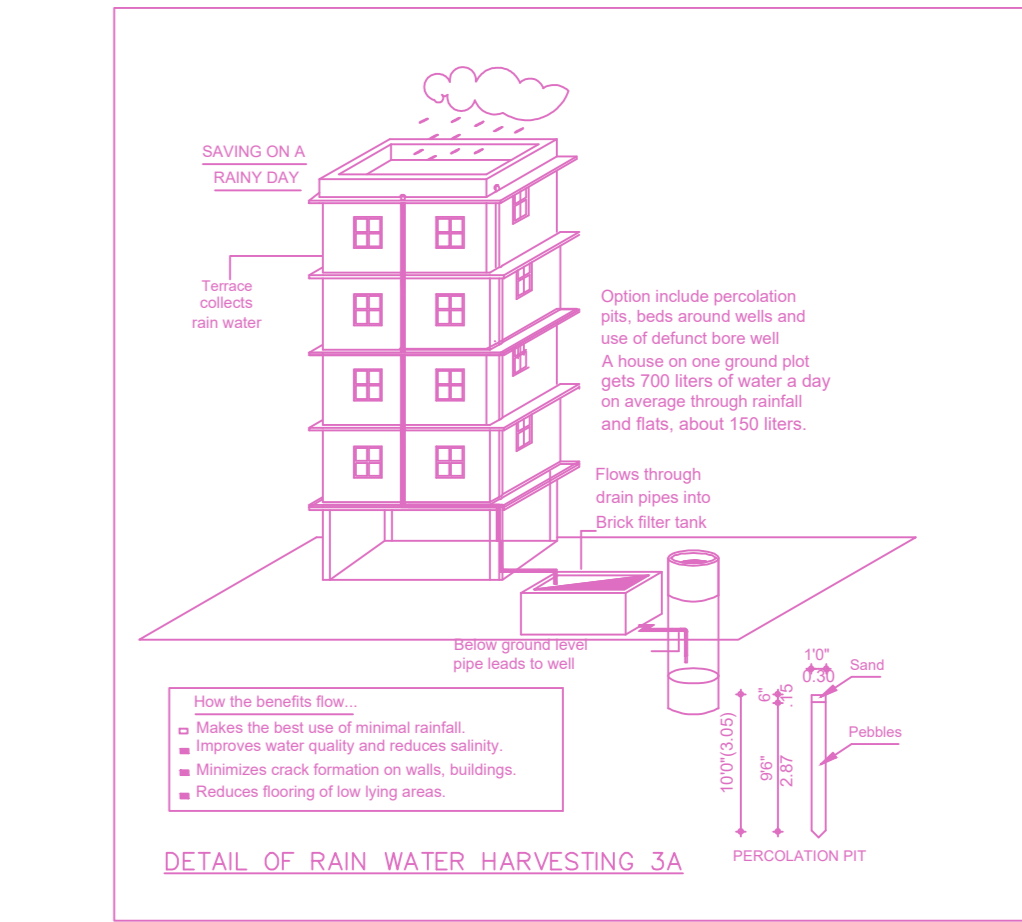 SAVING ON A
RAINY DAY
Terrace
collects
rain water
Option include percolation
pits, beds around wells and
use of defunct bore well
A house on one ground plot
gets 700 liters of water a day
on average through rainfall
and flats, about 150 liters.
Flows through
drain pipes into
Brick filter tank
Below ground level
pipe leads to well
How the benefits flow...
Makes the best use of minimal rainfall.
Improves water quality and reduces salinity.
Minimizes crack formation on walls, buildings.
Reduces flooring of low lying areas.
1'0"
0.30
Sand
6"
.15
Pebbles
10'0"(3.05)
9'6"
2.87
PERCOLATION PIT
DETAIL OF RAIN WATER HARVESTING 3A